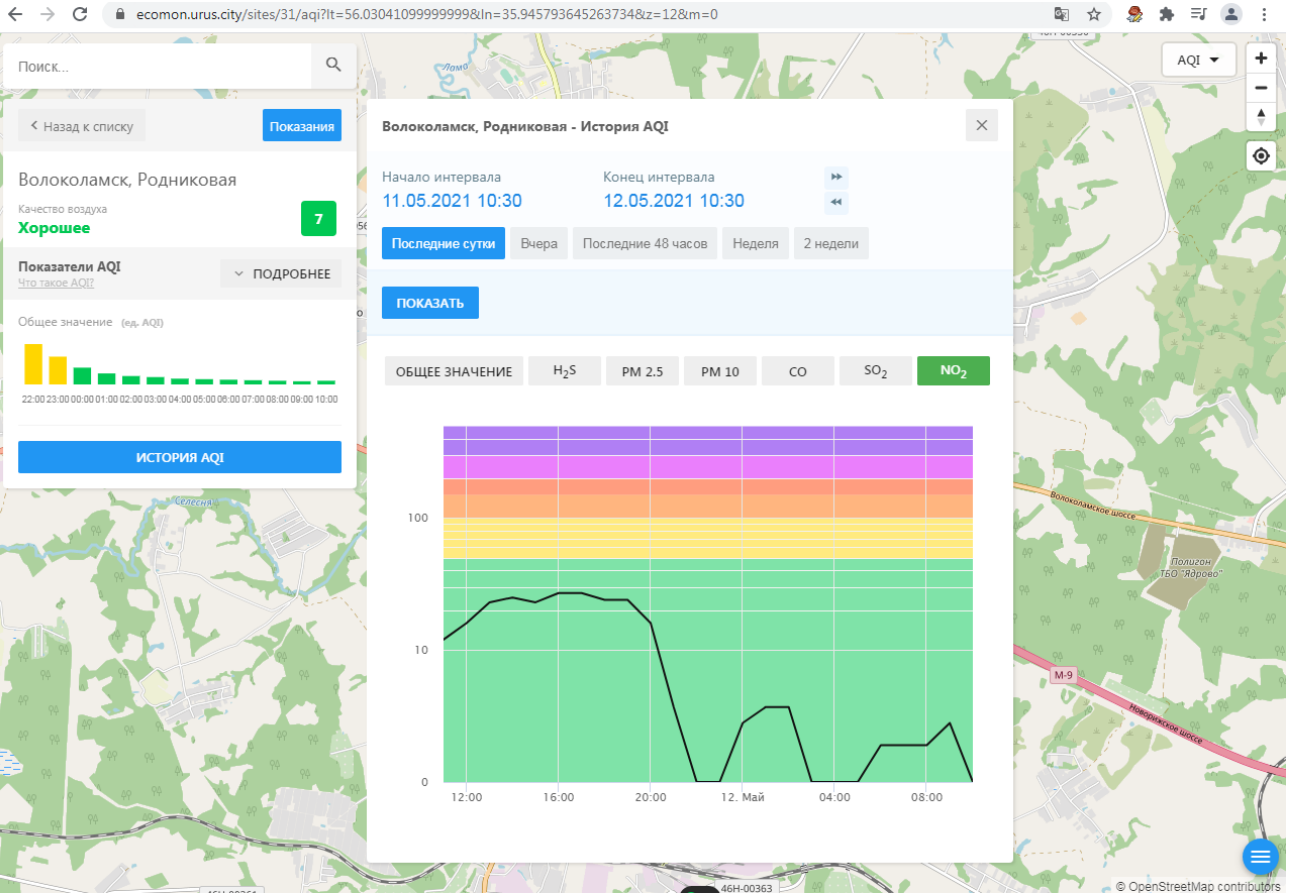 ecomon.urus.city/sites/31/aqi?lt=56.03041099999999&ln=35.945793645263734&z=12&m=0
Поиск...
AQI
Назад к списку
Показания
Волоколамск, Родниковая - История AQI
Волоколамск, Родниковая
Качество воздуха
Хорошее
7
Начало интервала
Конец интервала
11.05.2021 10:30
12.05.2021 10:30
Последние сутки
Вчера
Последние 48 часов
Неделя
2 недели
Показатели AQI
Что такое AQI?
ПОДРОБНЕЕ
ПОКАЗАТЬ
Общее значение (ед. AQI)
22:00 23:00 00:00 01:00 02:00 03:00 04:00 05:00 06:00 07:00 08:00 09:00 10:00
ИСТОРИЯ AQI
ОБЩЕЕ ЗНАЧЕНИЕ
H2S
PM 2.5
PM 10
CO
SO2
NO2
100
10
0
12:00
16:00
20:00
12. Май
04:00
08:00
Селесня
Волоколамское шоссе
Полигон
ТБО "Ядрово"
M-9
Новорижское шоссе
46Н-00363
© OpenStreetMap contributors